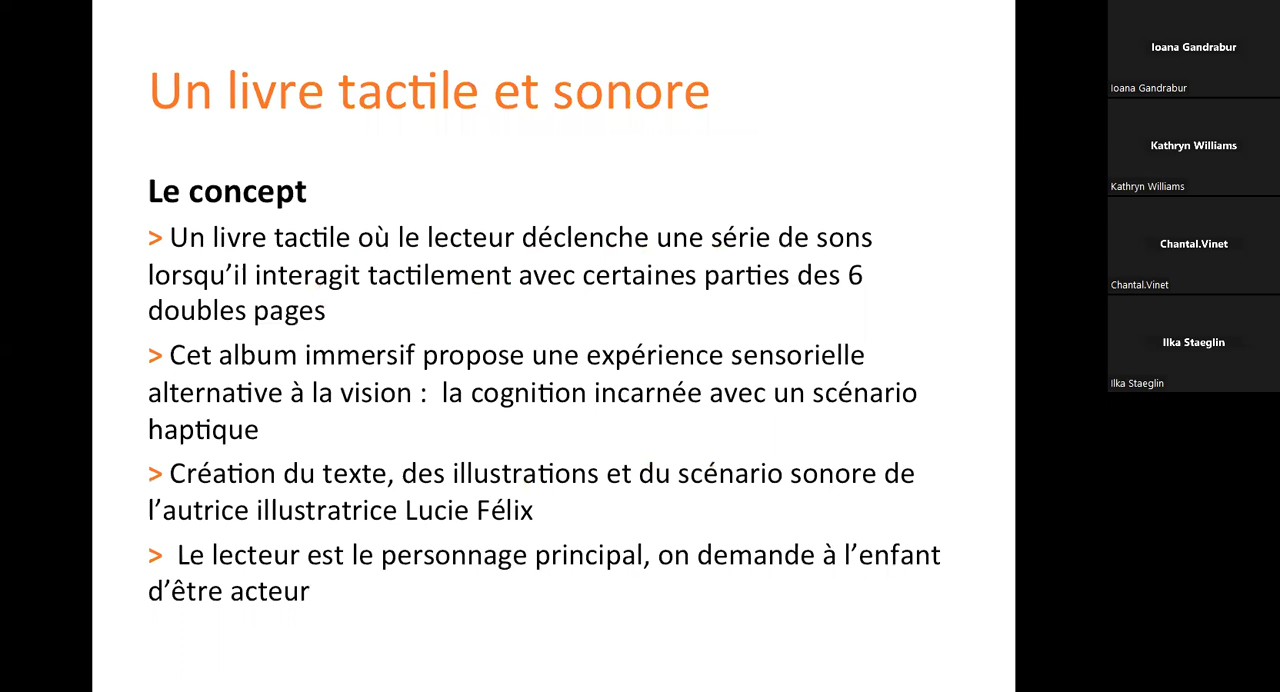 Un livre tactile et sonore
Le concept
> Un livre tactile où le lecteur déclenche une série de sons
lorsqu’il interagit tactilement avec certaines parties des 6
doubles pages
> Cet album immersif propose une expérience sensorielle
alternative à la vision :  la cognition incarnée avec un scénario
haptique
> Création du texte, des illustrations et du scénario sonore de
l’autrice illustratrice Lucie Félix
>  Le lecteur est le personnage principal, on demande à l’enfant
d’être acteur
Ioana Gandrabur
Ioana Gandrabur
Kathryn Williams
Kathryn Williams
Chantal.Vinet
Chantal.Vinet
Ilka Staeglin
Ilka Staeglin